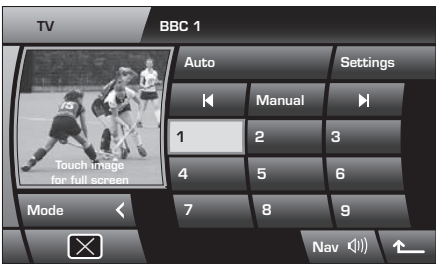 TV BBC 1
Auto Settings
Manual
1 2 3
Touch image
for full screen
4 5 6
Mode 7 8 9
Nav